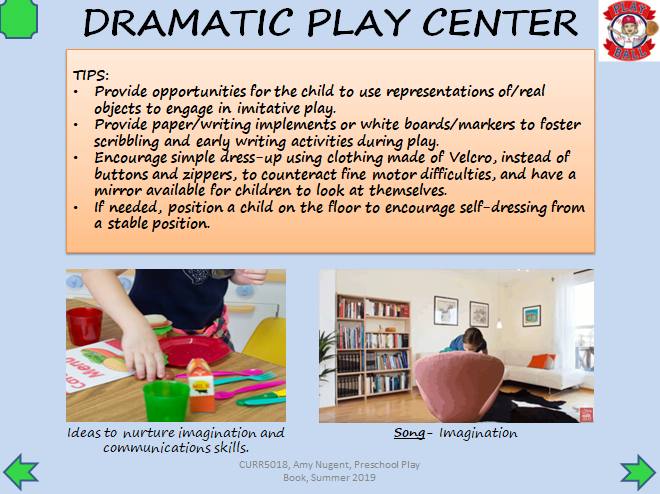 DRAMATIC PLAY CENTER
PLAY
BALL
TIPS:
• Provide opportunities for the child to use representations of/real
objects to engage in imitative play.
• Provide paper/writing implements or white boards/markers to foster
scribbling and early writing activities during play.
• Encourage simple dress-up using clothing made of Velcro, instead of
buttons and zippers, to counteract fine motor difficulties, and have a
mirror available for children to look at themselves.
• If needed, position a child on the floor to encourage self-dressing from
a stable position.
Menu
MILK
Ideas to nurture imagination and
communications skills.
Song- Imagination
CURR5018, Amy Nugent, Preschool Play
Book, Summer 2019